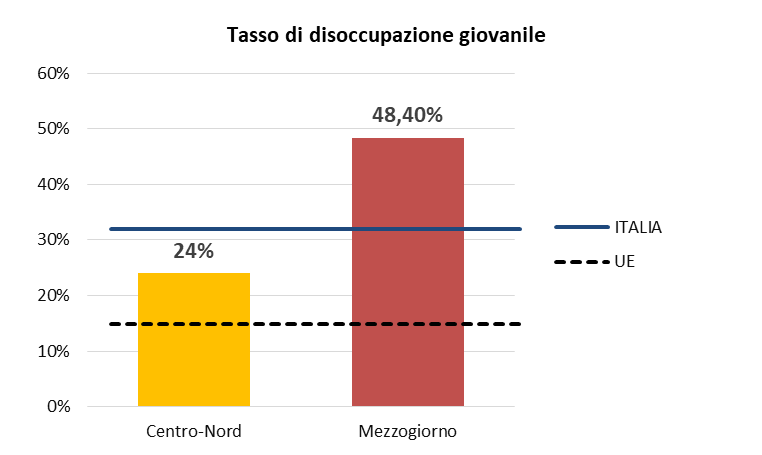 Tasso di disoccupazione giovanile
60%
50%
40%
30%
20%
10%
0%
48,40%
24%
Centro-Nord
Mezzogiorno
ITALIA
UE